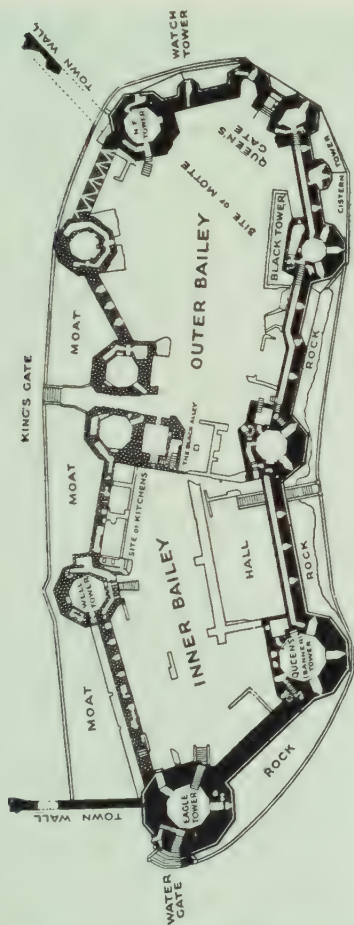 TOWN WALL
WATCH
TOWER
N.E.
TOWER
QUEENS
GATE
SITE OF MOTTE
CISTERN
TOWER
BLACK TOWER
KING'S GATE
MOAT
OUTER BAILEY
ROCK
MOAT
THE BLACK ALLEY
SITE OF KITCHENS
WELL
TOWER
INNER BAILEY
HALL
ROCK
MOAT
QUEENS
(BANNER)
TOWER
TOWN WALL
EAGLE
TOWER
ROCK
WATER
GATE